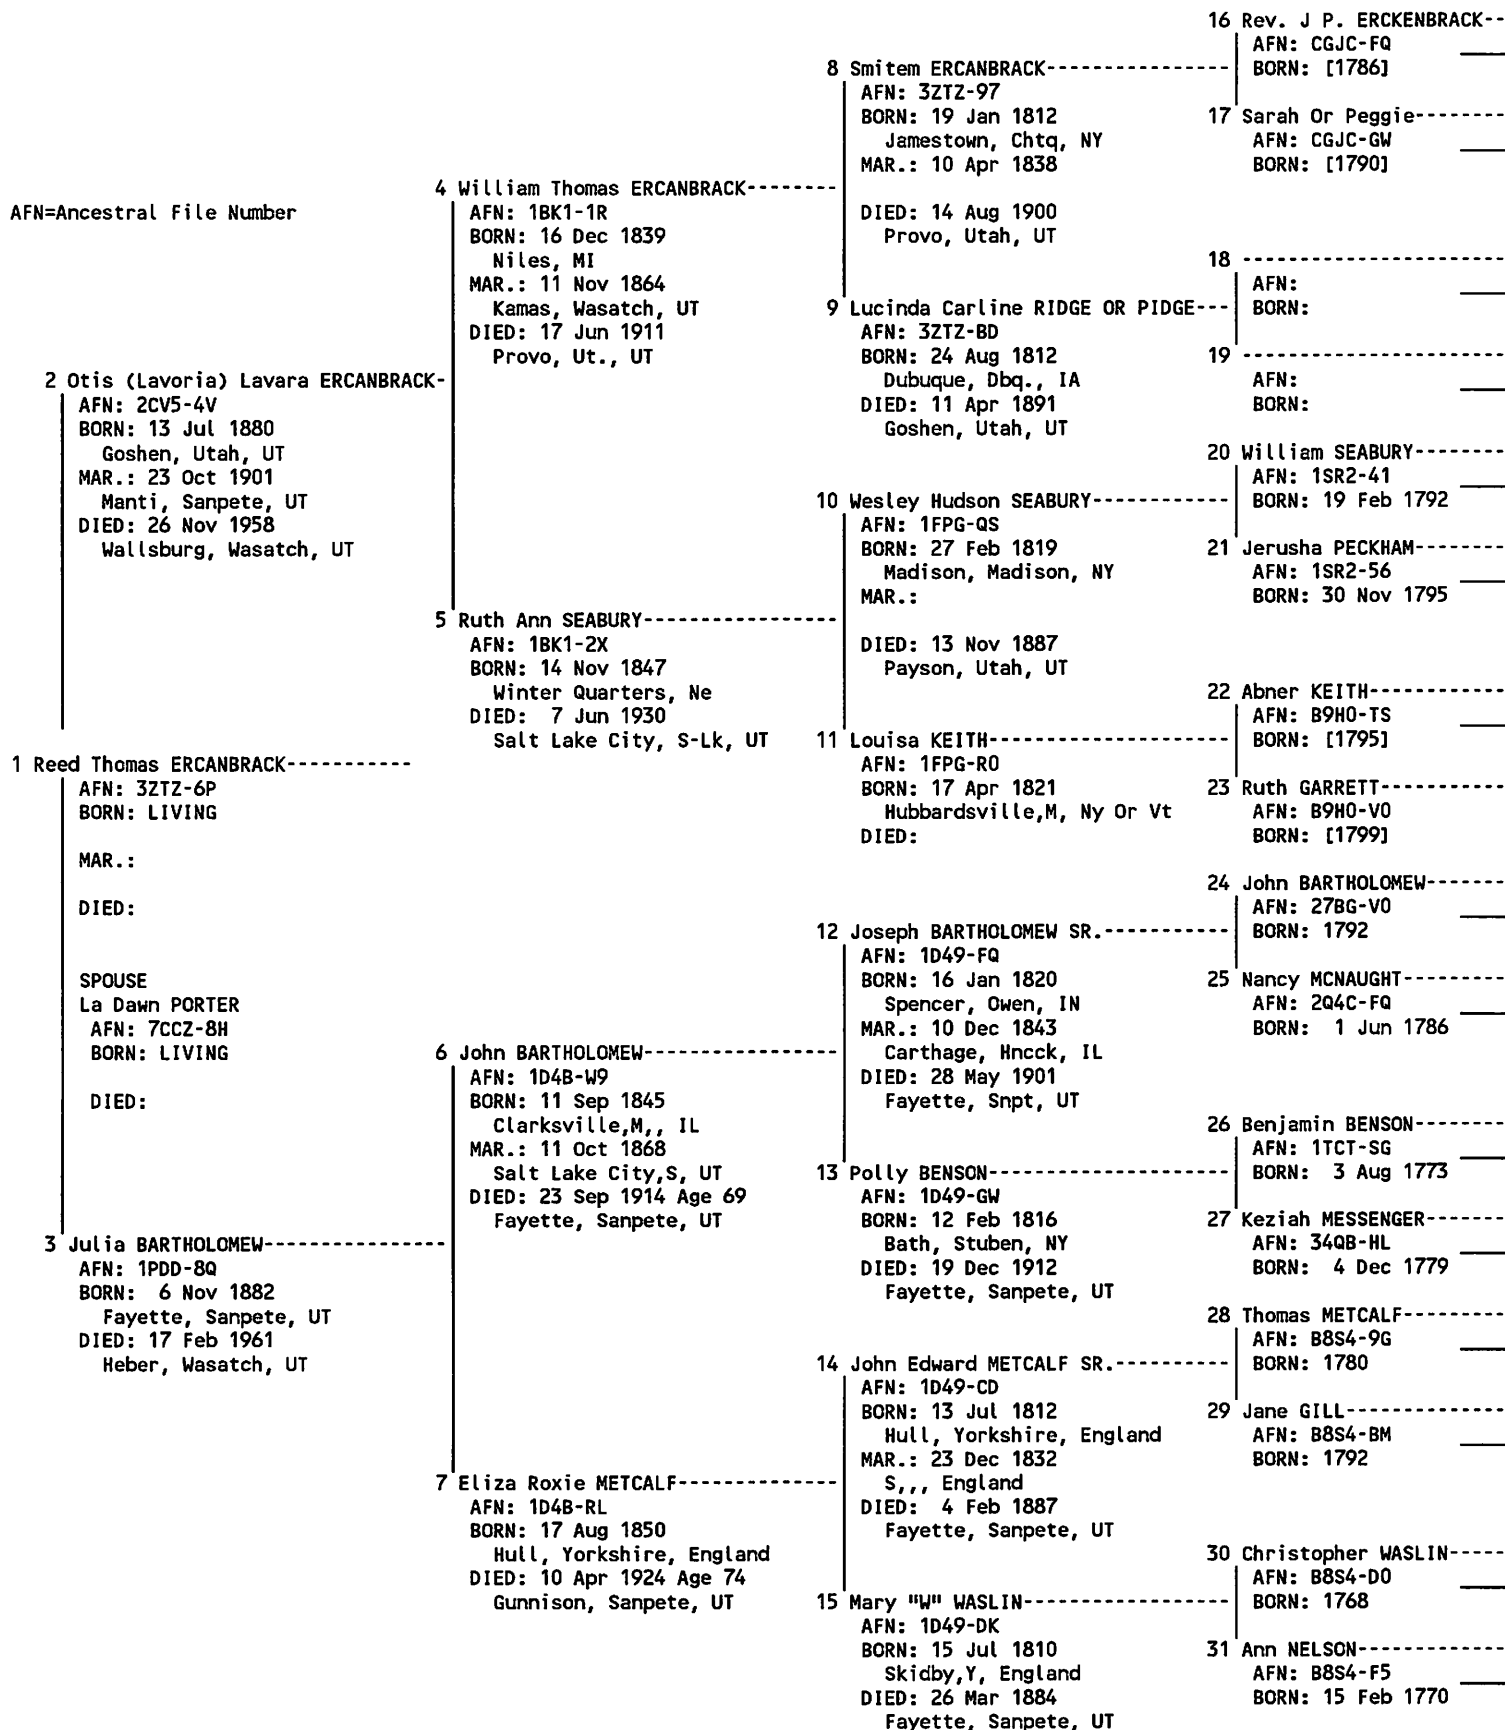 AFN=Ancestral File Number
1 Reed Thomas ERCANBRACK-----------
AFN: 3ZTZ-6P
BORN: LIVING
MAR.:
DIED:
SPOUSE
La Dawn PORTER
AFN: 7CCZ-8H
BORN: LIVING
DIED:
2 Otis (Lavoria) Lavara ERCANBRACK-
AFN: 2CV5-4V
BORN: 13 Jul 1880
Goshen, Utah, UT
MAR.: 23 Oct 1901
Manti, Sanpete, UT
DIED: 26 Nov 1958
Wallsburg, Wasatch, UT
3 Julia BARTHOLOMEW----------------
AFN: 1PDD-8Q
BORN: 6 Nov 1882
Fayette, Sanpete, UT
DIED: 17 Feb 1961
Heber, Wasatch, UT
4 William Thomas ERCANBRACK--------
AFN: 1BK1-1R
BORN: 16 Dec 1839
Niles, MI
MAR.: 11 Nov 1864
Kamas, Wasatch, UT
DIED: 17 Jun 1911
Provo, Ut., UT
5 Ruth Ann SEABURY-----------------
AFN: 1BK1-2X
BORN: 14 Nov 1847
Winter Quarters, Ne
DIED: 7 Jun 1930
Salt Lake City, S-Lk, UT
6 John BARTHOLOMEW-----------------
AFN: 1D4B-W9
BORN: 11 Sep 1845
Clarksville,M,, IL
MAR.: 11 Oct 1868
Salt Lake City,S, UT
DIED: 23 Sep 1914 Age 69
Fayette, Sanpete, UT
7 Eliza Roxie METCALF--------------
AFN: 1D4B-RL
BORN: 17 Aug 1850
Hull, Yorkshire, England
DIED: 10 Apr 1924 Age 74
Gunnison, Sanpete, UT
8 Smitem ERCANBRACK----------------
AFN: 3ZTZ-97
BORN: 19 Jan 1812
Jamestown, Chtq, NY
MAR.: 10 Apr 1838
DIED: 14 Aug 1900
Provo, Utah, UT
9 Lucinda Carline RIDGE OR PIDGE---
AFN: 3ZTZ-BD
BORN: 24 Aug 1812
Dubuque, Dbq., IA
DIED: 11 Apr 1891
Goshen, Utah, UT
10 Wesley Hudson SEABURY------------
AFN: 1FPG-QS
BORN: 27 Feb 1819
Madison, Madison, NY
MAR.:
DIED: 13 Nov 1887
Payson, Utah, UT
11 Louisa KEITH---------------------
AFN: 1FPG-R0
BORN: 17 Apr 1821
Hubbardsville,M, Ny Or Vt
DIED:
12 Joseph BARTHOLOMEW SR.-----------
AFN: 1D49-FQ
BORN: 16 Jan 1820
Spencer, Owen, IN
MAR.: 10 Dec 1843
Carthage, Hncck, IL
DIED: 28 May 1901
Fayette, Snpt, UT
13 Polly BENSON---------------------
AFN: 1D49-GW
BORN: 12 Feb 1816
Bath, Stuben, NY
DIED: 19 Dec 1912
Fayette, Sanpete, UT
14 John Edward METCALF SR.----------
AFN: 1D49-CD
BORN: 13 Jul 1812
Hull, Yorkshire, England
MAR.: 23 Dec 1832
S,,, England
DIED: 4 Feb 1887
Fayette, Sanpete, UT
15 Mary "W" WASLIN------------------
AFN: 1D49-DK
BORN: 15 Jul 1810
Skidby,Y, England
DIED: 26 Mar 1884
Fayette, Sanpete, UT
16 Rev. J P. ERCKENBRACK--
AFN: CGJC-FQ
BORN: [1786]
17 Sarah Or Peggie--------
AFN: CGJC-GW
BORN: [1790]
18 -----------------------
AFN:
BORN:
19 -----------------------
AFN:
BORN:
20 William SEABURY--------
AFN: 1SR2-41
BORN: 19 Feb 1792
21 Jerusha PECKHAM--------
AFN: 1SR2-56
BORN: 30 Nov 1795
22 Abner KEITH------------
AFN: B9H0-TS
BORN: [1795]
23 Ruth GARRETT-----------
AFN: B9H0-V0
BORN: [1799]
24 John BARTHOLOMEW-------
AFN: 27BG-V0
BORN: 1792
25 Nancy MCNAUGHT---------
AFN: 2Q4C-FQ
BORN: 1 Jun 1786
26 Benjamin BENSON--------
AFN: 1TCT-SG
BORN: 3 Aug 1773
27 Keziah MESSENGER-------
AFN: 34QB-HL
BORN: 4 Dec 1779
28 Thomas METCALF---------
AFN: B8S4-9G
BORN: 1780
29 Jane GILL--------------
AFN: B8S4-BM
BORN: 1792
30 Christopher WASLIN-----
AFN: B8S4-D0
BORN: 1768
31 Ann NELSON-------------
AFN: B8S4-F5
BORN: 15 Feb 1770